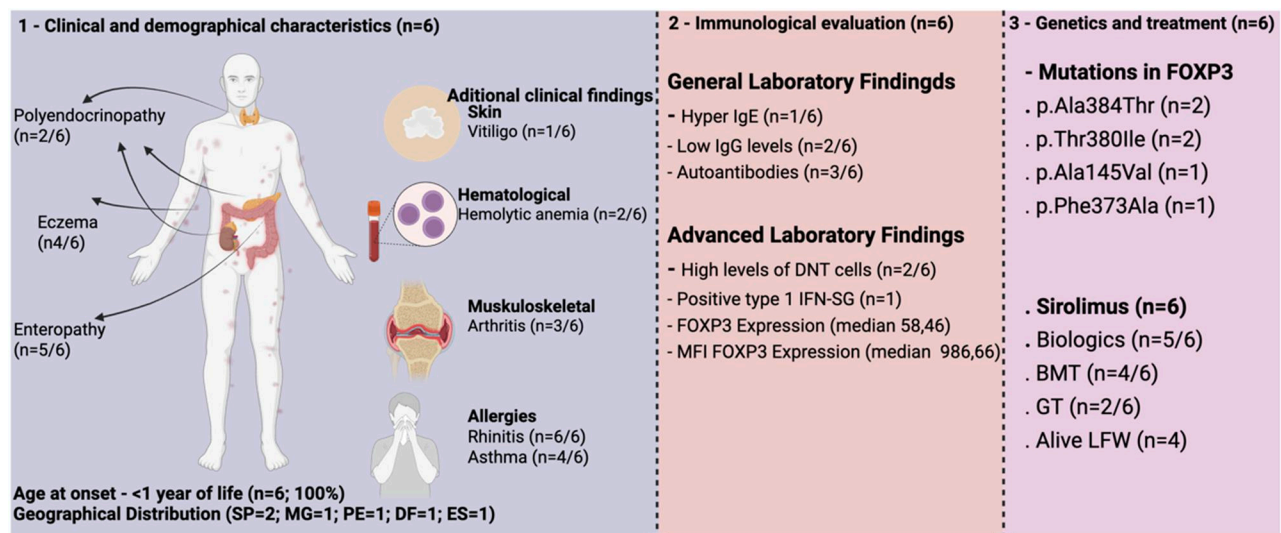 1 - Clinical and demographical characteristics (n=6)
Polyendocrinopathy
(n=2/6)
Eczema
(n4/6)
Enteropathy
(n=5/6)
Aditional clinical findings
Skin
Vitiligo (n=1/6)
Hematological
Hemolytic anemia (n=2/6)
Muskuloskeletal
Arthritis (n=3/6)
Allergies
Rhinitis (n=6/6)
Asthma (n=4/6)
Age at onset - <1 year of life (n=6; 100%)
Geographical Distribution (SP=2; MG=1; PE=1; DF=1; ES=1)
2 - Immunological evaluation (n=6)
General Laboratory Findingds
- Hyper IgE (n=1/6)
- Low IgG levels (n=2/6)
- Autoantibodies (n=3/6)
Advanced Laboratory Findings
- High levels of DNT cells (n=2/6)
- Positive type 1 IFN-SG (n=1)
- FOXP3 Expression (median 58,46)
- MFI FOXP3 Expression (median 986,66)
3 - Genetics and treatment (n=6)
- Mutations in FOXP3
. p.Ala384Thr (n=2)
. p.Thr380Ile (n=2)
. p.Ala145Val (n=1)
. p.Phe373Ala (n=1)
. Sirolimus (n=6)
. Biologics (n=5/6)
. BMT (n=4/6)
. GT (n=2/6)
. Alive LFW (n=4)